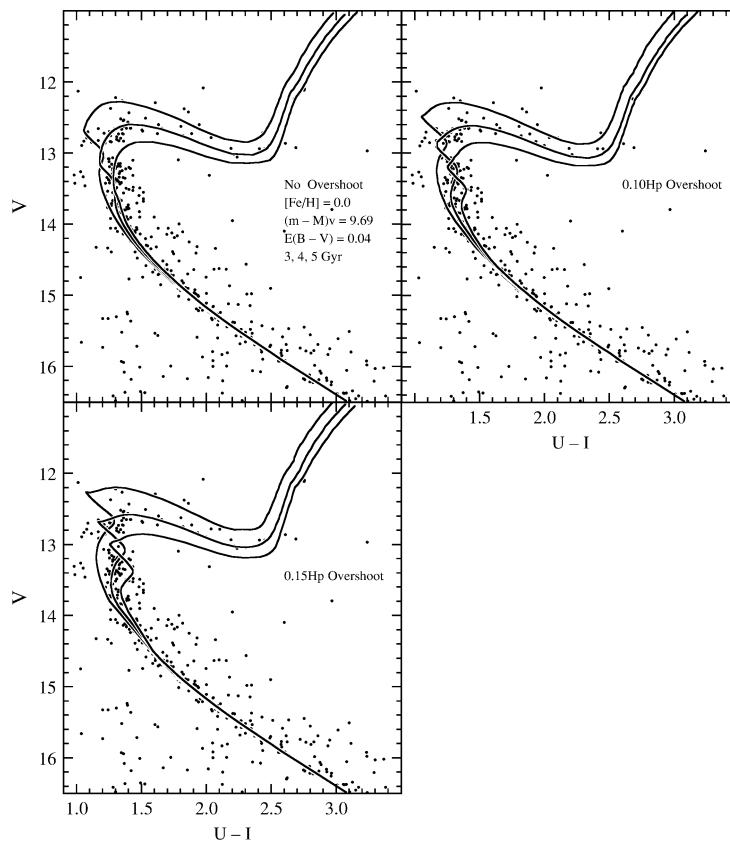 12
13
14
15
16
V
No Overshoot
[Fe/H] = 0.0
(m – M)v = 9.69
E(B – V) = 0.04
3, 4, 5 Gyr
0.10Hp Overshoot
1.5
2.0
2.5
3.0
U – I
12
13
14
15
16
V
0.15Hp Overshoot
1.0
1.5
2.0
2.5
3.0
U – I